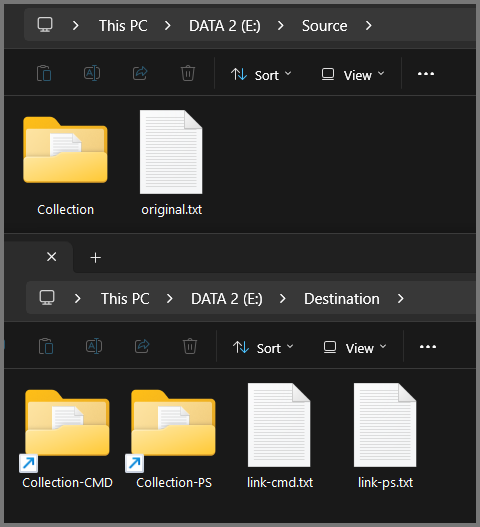 This PC > DATA 2 (E:) > Source >
Sort View ...
Collection original.txt
This PC > DATA 2 (E:) > Destination >
Sort View ...
Collection-CMD Collection-PS link-cmd.txt link-ps.txt